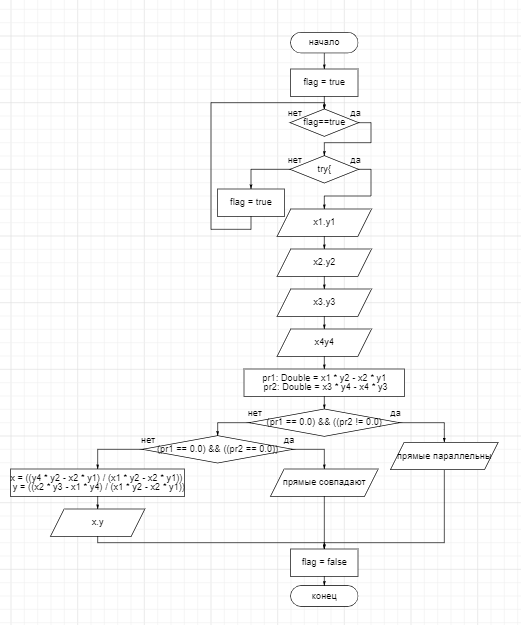 начало
flag = true
нет
да
flag==true
нет
да
try{
flag = true
x1.y1
x2.y2
x3.y3
x4y4
pr1: Double = x1 * y2 - x2 * y1
pr2: Double = x3 * y4 - x4 * y3
нет
да
(pr1 == 0.0) && ((pr2 != 0.0)
нет
да
(pr1 == 0.0) && ((pr2 == 0.0))
прямые параллельны
x = ((y4 * y2 - x2 * y1) / (x1 * y2 - x2 * y1))
y = ((x2 * y3 - x1 * y4) / (x1 * y2 - x2 * y1))
прямые совпадают
x.y
flag = false
конец